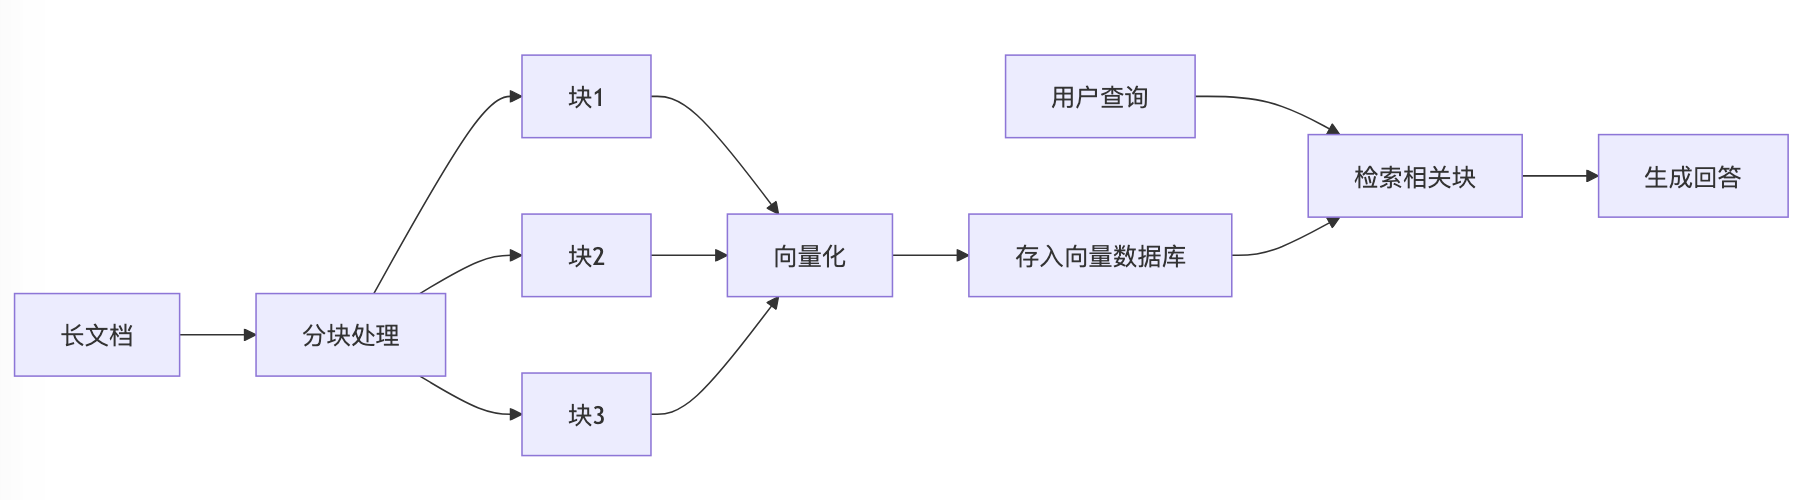 长文档
分块处理
块1
块2
块3
向量化
存入向量数据库
用户查询
检索相关块
生成回答